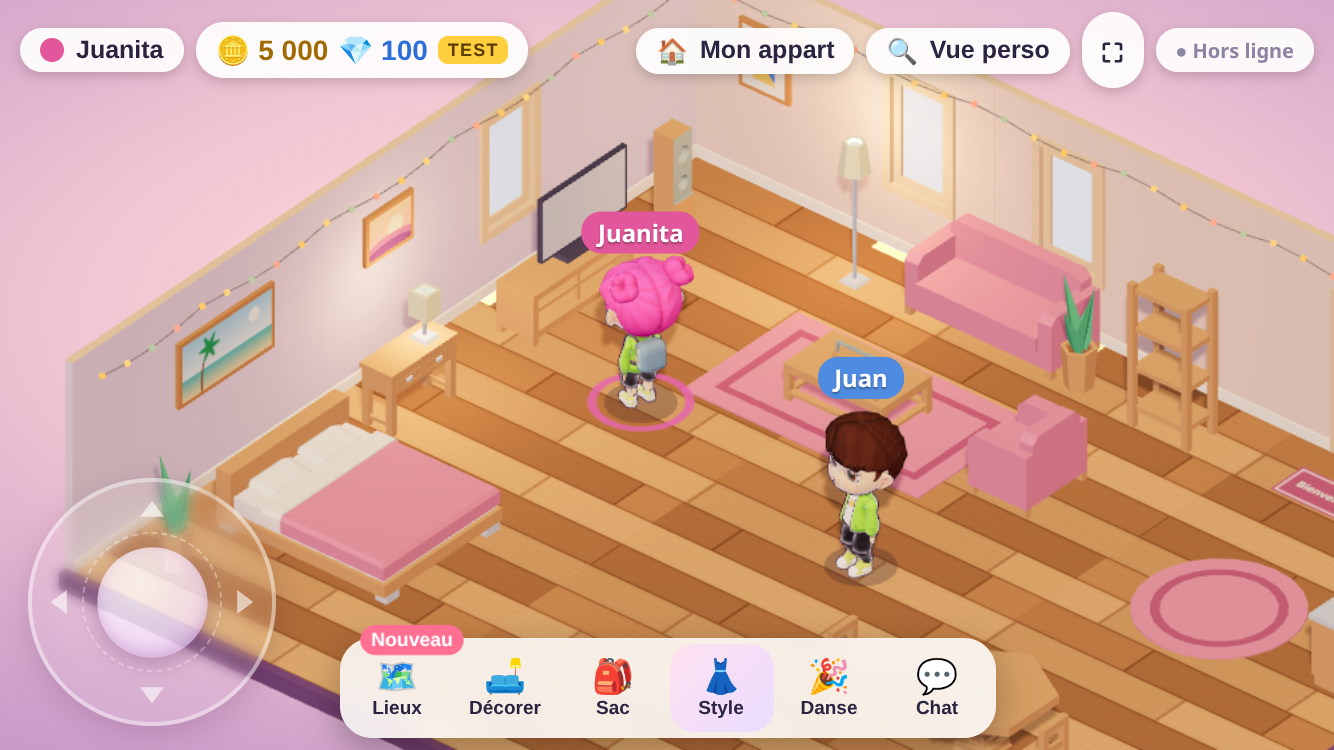 Juanita
5 000
100
TEST
Mon appart
Vue perso
Hors ligne
Juanita
Juan
Nouveau
Lieux
Décorer
Sac
Style
Danse
Chat